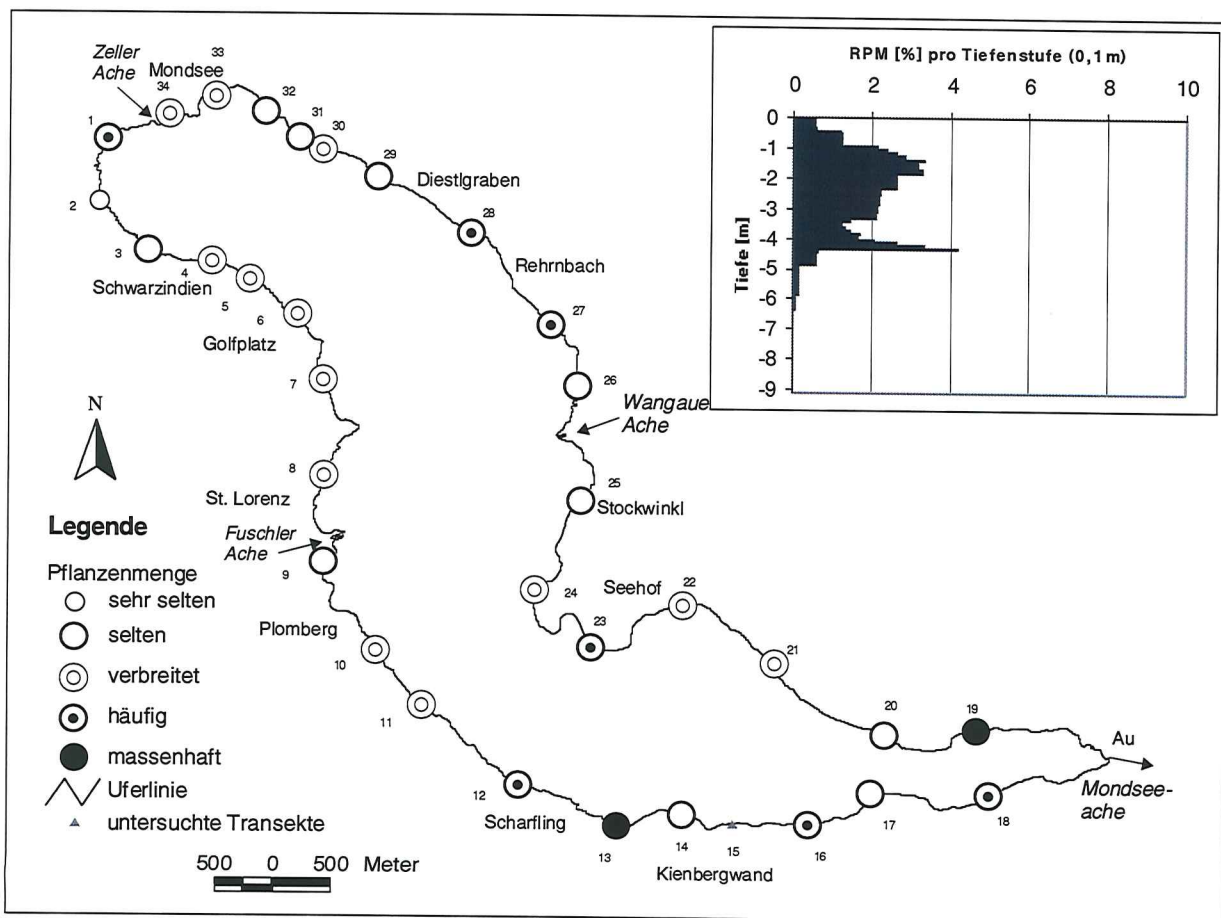 Zeller
Ache
Mondsee
33
34
32
31
30
1
29
Diestlgraben
2
28
3
4
Rehrnbach
Schwarzindien
5
6
27
Golfplatz
7
26
Wangaue
Ache
N
8
25
St. Lorenz
Stockwinkl
Fuschler
Ache
9
24
Seehof
22
23
Plomberg
10
21
11
20
19
Au
Mondsee-
ache
12
Scharfling
13
14
15
16
17
18
Kienbergwand
Legende
Pflanzenmenge
sehr selten
selten
verbreitet
häufig
massenhaft
Uferlinie
untersuchte Transekte
500 0 500 Meter
RPM [%] pro Tiefenstufe (0,1m)
0 2 4 6 8 10
Tiefe [m]
0
-1
-2
-3
-4
-5
-6
-7
-8
-9